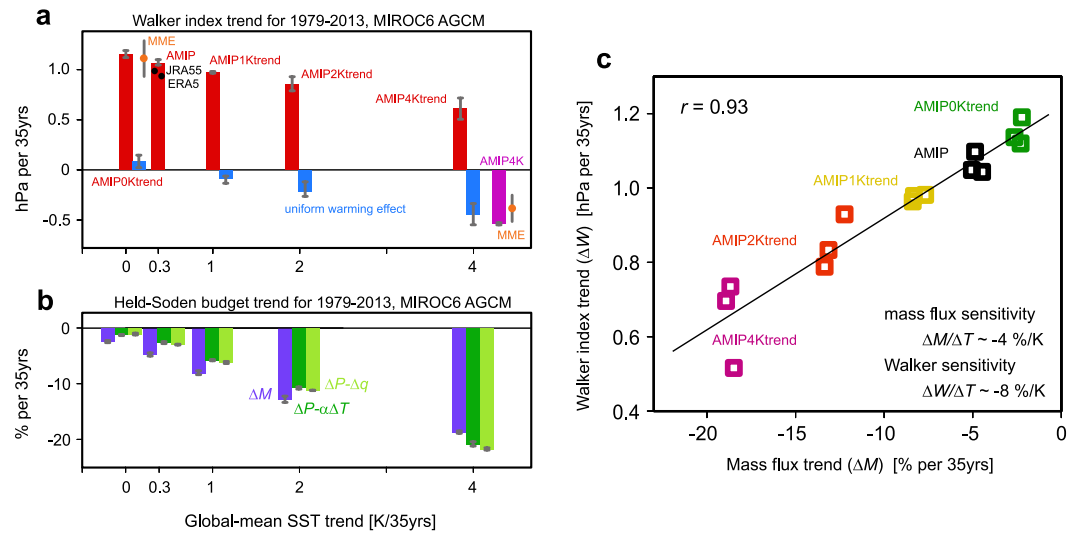 a
Walker index trend for 1979-2013, MIROC6 AGCM
hPa per 35yrs
1.0
0.5
0
-0.5
MME
AMIP
JRA55
ERA5
AMIP1Ktrend
AMIP2Ktrend
AMIP4Ktrend
AMIP4K
AMIP0Ktrend
uniform warming effect
MME
0 0.3 1 2 4
b
Held-Soden budget trend for 1979-2013, MIROC6 AGCM
% per 35yrs
0
-10
-20
ΔM
ΔP-Δq
ΔP-αΔT
0 0.3 1 2 4
Global-mean SST trend [K/35yrs]
c
r = 0.93
Walker index trend (ΔW) [hPa per 35yrs]
1.2
1.0
0.8
0.6
0.4
AMIP0Ktrend
AMIP
AMIP1Ktrend
AMIP2Ktrend
AMIP4Ktrend
mass flux sensitivity
ΔM/ΔT ~ -4 %/K
Walker sensitivity
ΔW/ΔT ~ -8 %/K
-20 -15 -10 -5 0
Mass flux trend (ΔM) [% per 35yrs]